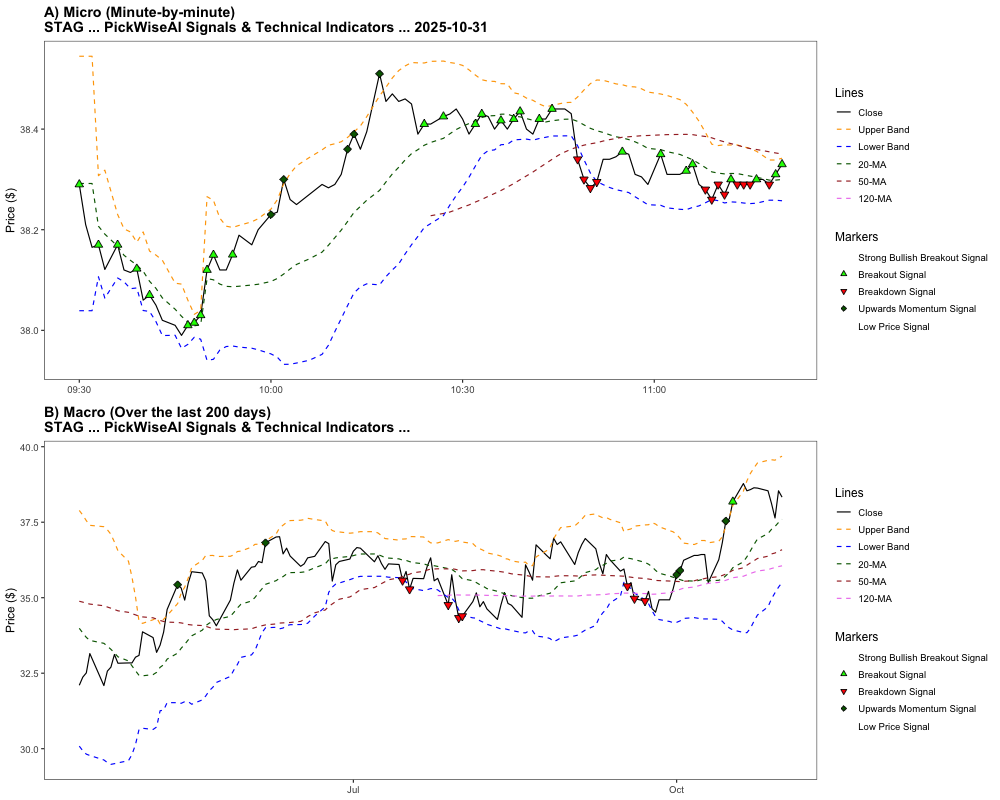 A) Micro (Minute-by-minute)
STAG ... PickWiseAI Signals & Technical Indicators ... 2025-10-31
Price ($)
38.4
38.2
38.0
09:30
10:00
10:30
11:00
Lines
Close
Upper Band
Lower Band
20-MA
50-MA
120-MA
Markers
Strong Bullish Breakout Signal
Breakout Signal
Breakdown Signal
Upwards Momentum Signal
Low Price Signal
B) Macro (Over the last 200 days)
STAG ... PickWiseAI Signals & Technical Indicators ...
Price ($)
40.0
37.5
35.0
32.5
30.0
Jul
Oct
Lines
Close
Upper Band
Lower Band
20-MA
50-MA
120-MA
Markers
Strong Bullish Breakout Signal
Breakout Signal
Breakdown Signal
Upwards Momentum Signal
Low Price Signal